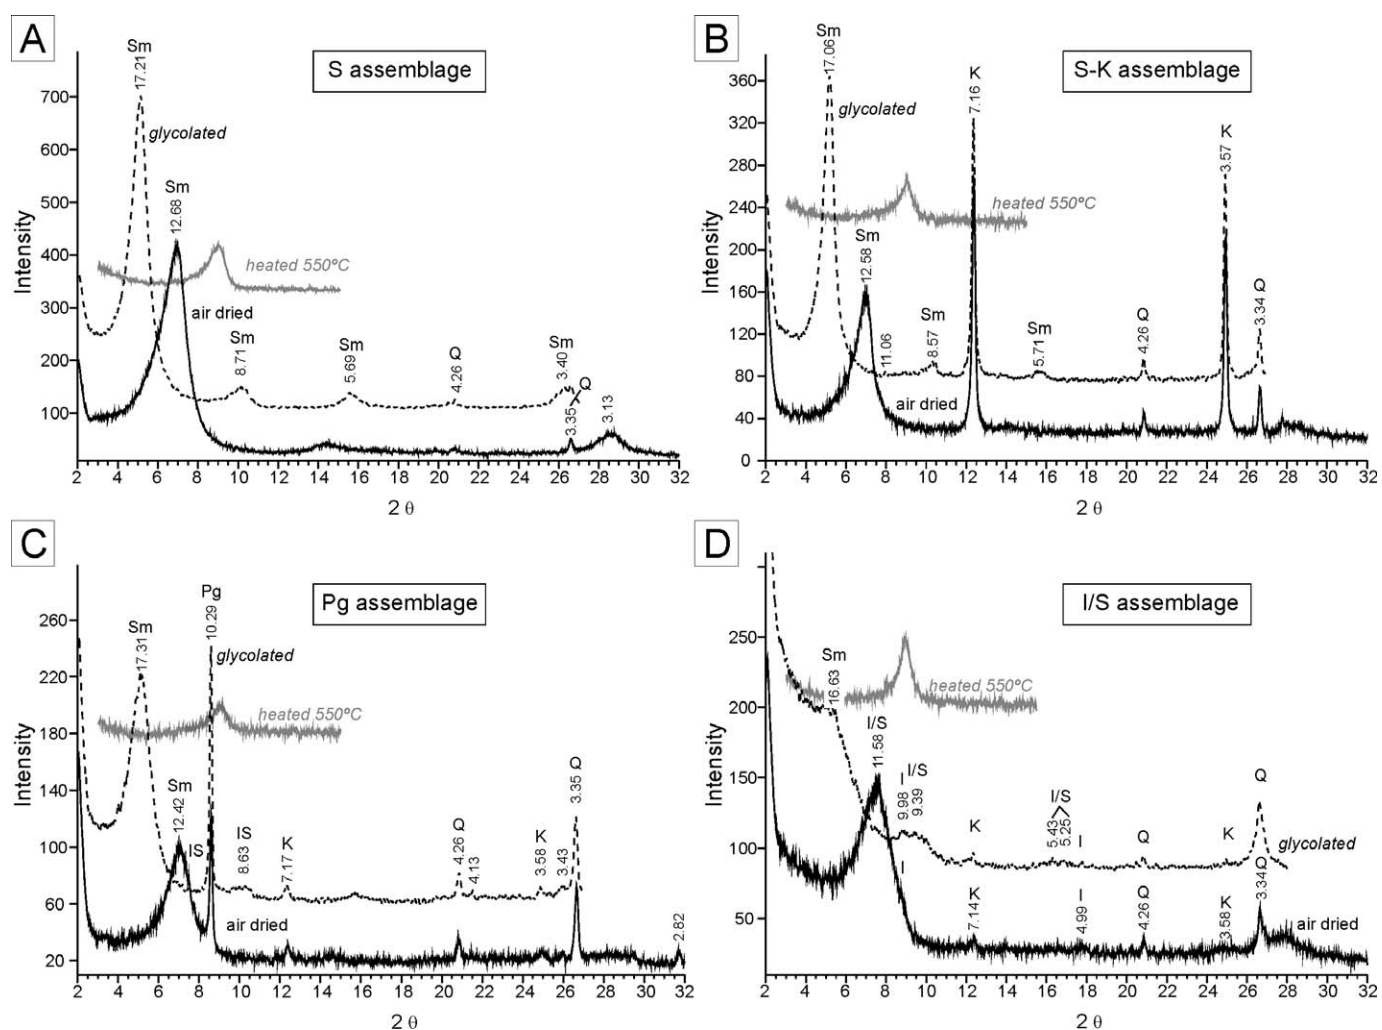 A
S assemblage
Sm
17.21
glycolated
Sm
12.68
heated 550ºC
air dried
Sm
8.71
Sm
5.69
Q
4.26
Sm
3.40
Q
3.35
3.13
700
600
500
400
300
200
100
Intensity
2 4 6 8 10 12 14 16 18 20 22 24 26 28 30 32
2 θ
B
S-K assemblage
Sm
17.06
glycolated
K
7.16
K
3.57
heated 550ºC
Sm
12.58
11.06
Sm
8.57
Sm
5.71
Q
4.26
Q
3.34
air dried
360
320
280
240
200
160
120
80
40
0
Intensity
2 4 6 8 10 12 14 16 18 20 22 24 26 28 30 32
2 θ
C
Pg assemblage
Pg
10.29
Sm
17.31
glycolated
heated 550ºC
Sm
12.42
IS
IS
8.63
K
7.17
Q
4.26
4.13
K
3.58
3.43
Q
3.35
2.82
air dried
260
220
180
140
100
60
20
Intensity
2 4 6 8 10 12 14 16 18 20 22 24 26 28 30 32
2 θ
D
I/S assemblage
Sm
16.63
heated 550ºC
I/S
11.58
I
9.98
I/S
9.39
K
I/S
5.43
5.25
I
Q
K
Q
glycolated
I
7.14 K
I
4.99
Q
4.26
K
3.58
3.34 Q
air dried
250
200
150
100
50
Intensity
2 4 6 8 10 12 14 16 18 20 22 24 26 28 30 32
2 θ